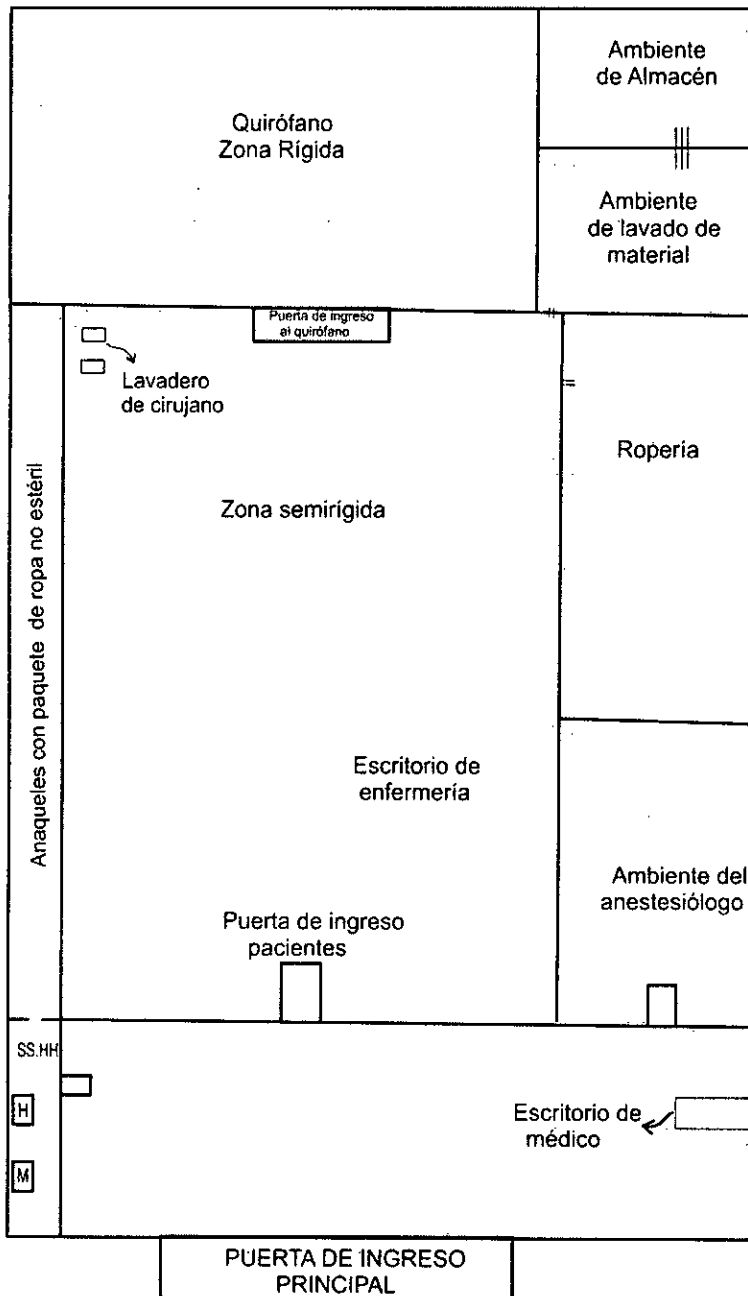 Ambiente
de Almacén
Quirófano
Zona Rígida
Ambiente
de lavado de
material
Puerta de ingreso
al quirófano
Lavadero
de cirujano
Ropería
Anaqueles con paquete de ropa no estéril
Zona semirígida
Escritorio de
enfermería
Ambiente del
anestesiólogo
Puerta de ingreso
pacientes
SS.HH
H
M
Escritorio de
médico
PUERTA DE INGRESO
PRINCIPAL